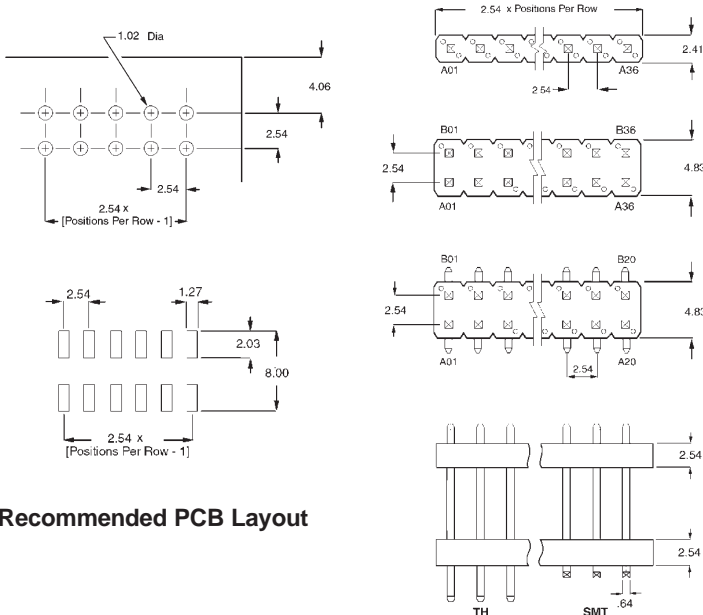 1.02 Dia
4.06
2.54
2.54
2.54 x
[Positions Per Row - 1]
2.54
1.27
2.03
8.00
2.54 x
[Positions Per Row - 1]
Recommended PCB Layout
2.54 x Positions Per Row
2.41
A01
A36
2.54
B01
B36
2.54
4.83
A01
A36
B01
B20
2.54
4.83
A01
A20
2.54
2.54
2.54
TH
SMT
.64